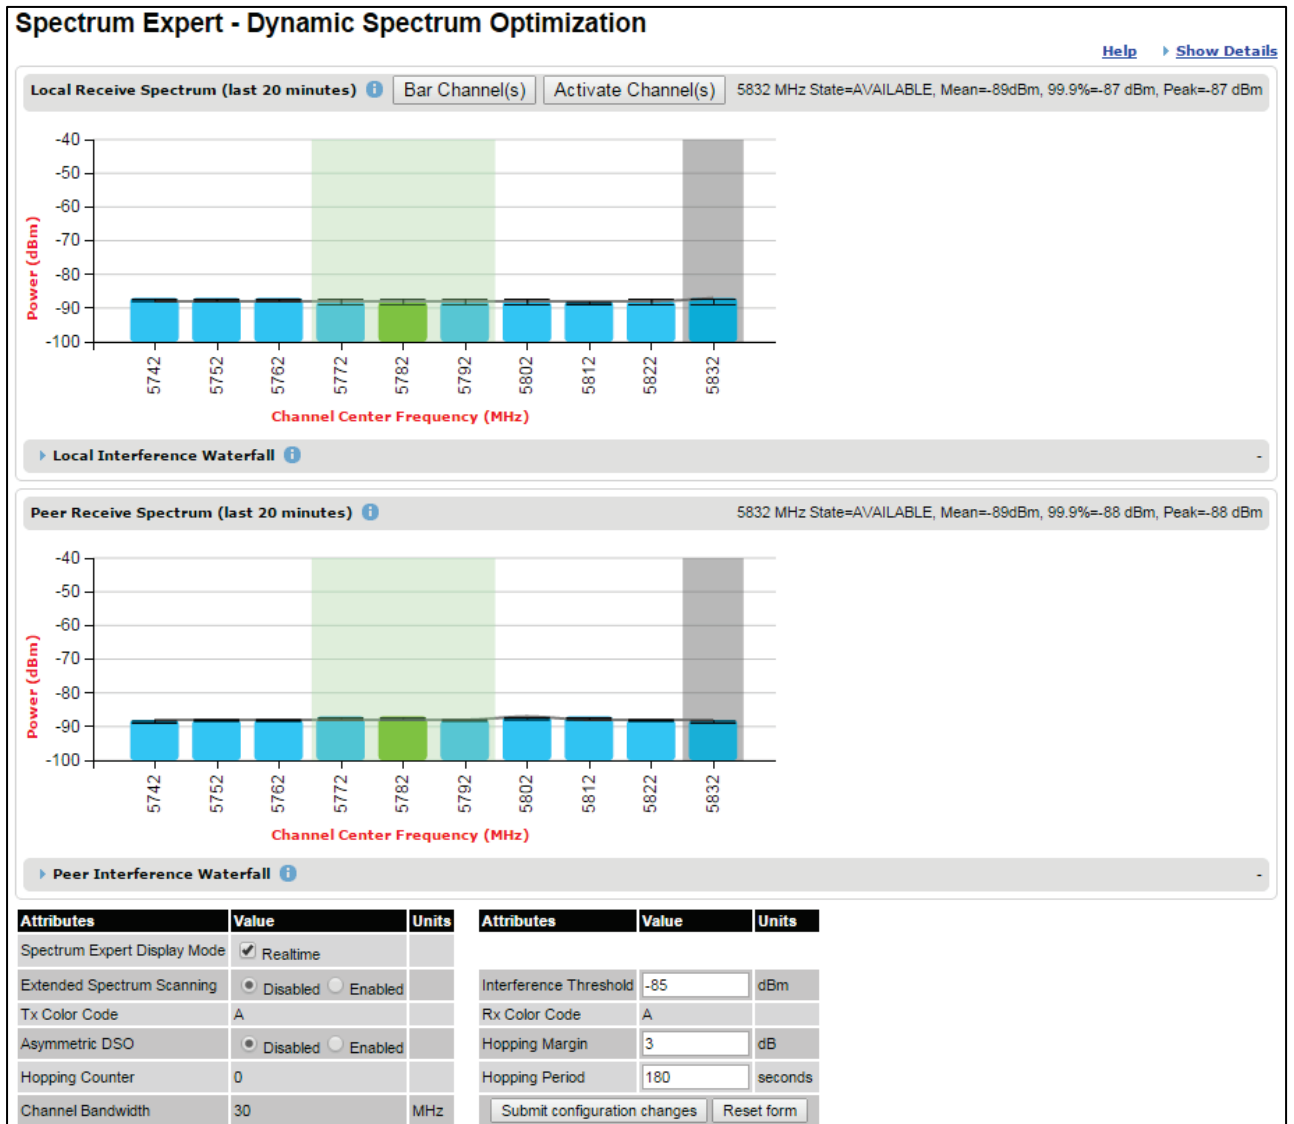 Spectrum Expert - Dynamic Spectrum Optimization
Help Show Details
Local Receive Spectrum (last 20 minutes) i Bar Channel(s) Activate Channel(s) 5832 MHz State=AVAILABLE, Mean=-89dBm, 99.9%=-87 dBm, Peak=-87 dBm
-40
-50
-60
-70
-80
-90
-100
Power (dBm)
5742 5752 5762 5772 5782 5792 5802 5812 5822 5832
Channel Center Frequency (MHz)
Local Interference Waterfall i -
Peer Receive Spectrum (last 20 minutes) i 5832 MHz State=AVAILABLE, Mean=-89dBm, 99.9%=-88 dBm, Peak=-88 dBm
-40
-50
-60
-70
-80
-90
-100
Power (dBm)
5742 5752 5762 5772 5782 5792 5802 5812 5822 5832
Channel Center Frequency (MHz)
Peer Interference Waterfall i -
Attributes Value Units Attributes Value Units
Spectrum Expert Display Mode Realtime
Extended Spectrum Scanning Disabled Enabled Interference Threshold -85 dBm
Tx Color Code A Rx Color Code A
Asymmetric DSO Disabled Enabled Hopping Margin 3 dB
Hopping Counter 0 Hopping Period 180 seconds
Channel Bandwidth 30 MHz Submit configuration changes Reset form